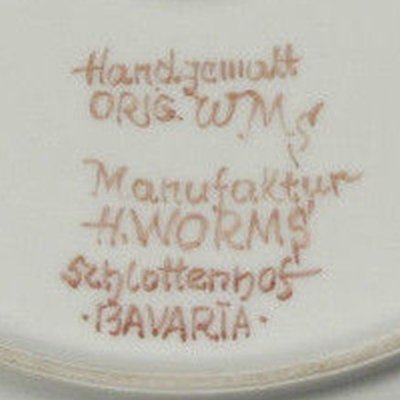 Handgemalt
ORIG. W.M.S
Manufaktur
H. WORMS
Schlottenhof
·BAVARIA·